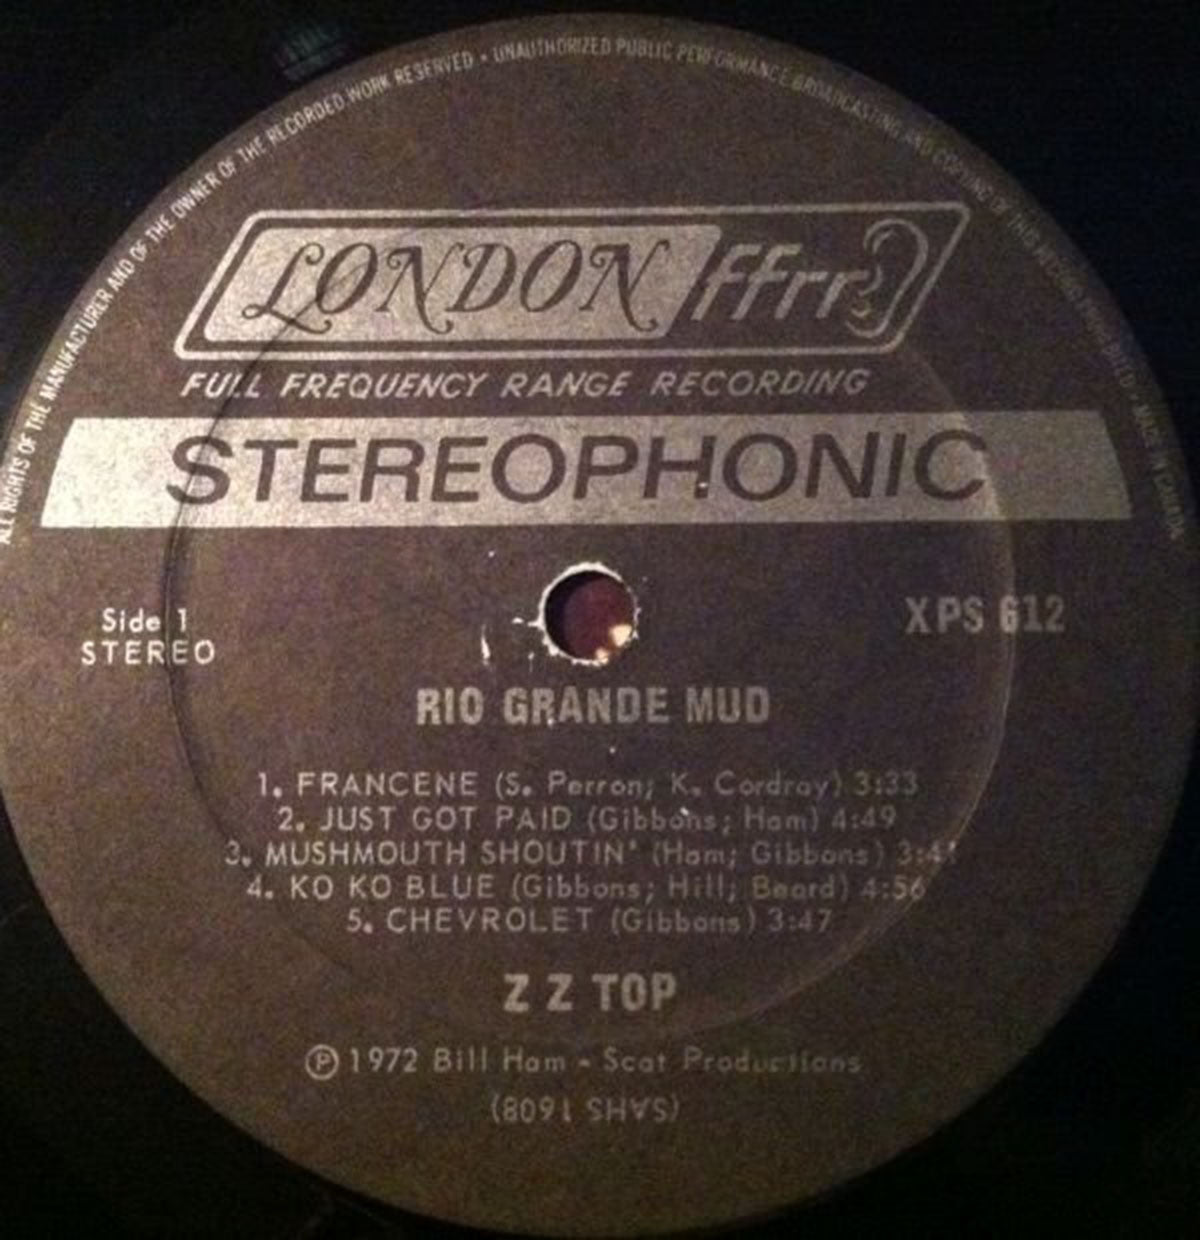 ALL RIGHTS OF THE MANUFACTURER AND OF THE OWNER OF THE RECORDED WORK RESERVED • UNAUTHORIZED PUBLIC PERFORMANCE BROADCASTING AND COPYING OF THIS RECORD PROHIBITED • MADE IN CANADA
LONDON ffrr
FULL FREQUENCY RANGE RECORDING
STEREOPHONIC
Side 1
STEREO
XPS 612
RIO GRANDE MUD
1. FRANCENE (S. Perron; K. Cordray) 3:33
2. JUST GOT PAID (Gibbons; Ham) 4:49
3. MUSHMOUTH SHOUTIN' (Ham; Gibbons) 3:41
4. KO KO BLUE (Gibbons; Hill; Beard) 4:56
5. CHEVROLET (Gibbons) 3:47
Z Z TOP
Ⓟ 1972 Bill Ham - Scat Productions
(SAHS 1608)